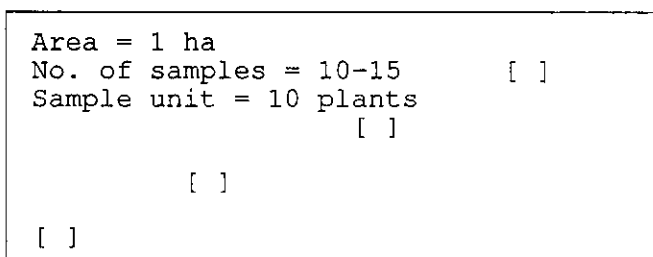 Area = 1 ha
No. of samples = 10-15 [ ]
Sample unit = 10 plants
[ ]
[ ]
[ ]